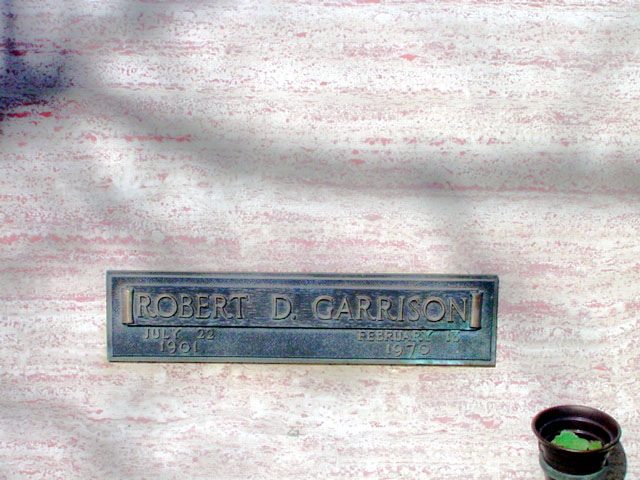 ROBERT D. GARRISON
JULY 22 FEBRUARY 13
1901 1970